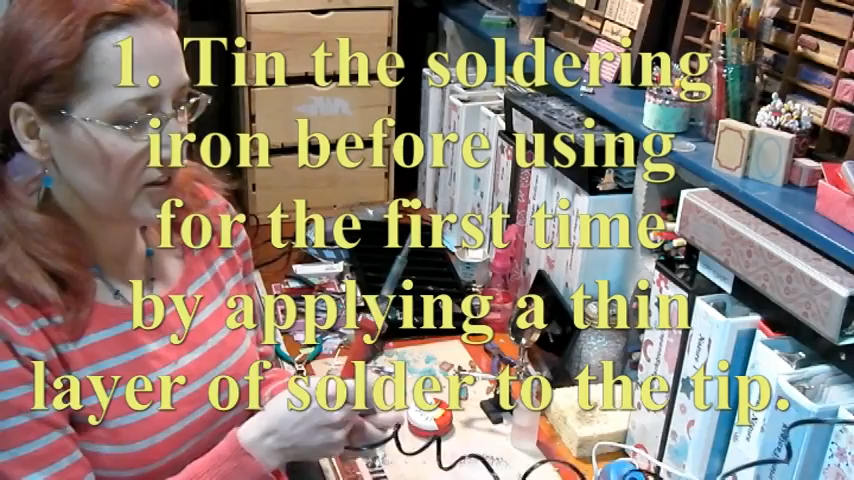 1. Tin the soldering
iron before using
for the first time
by applying a thin
layer of solder to the tip.